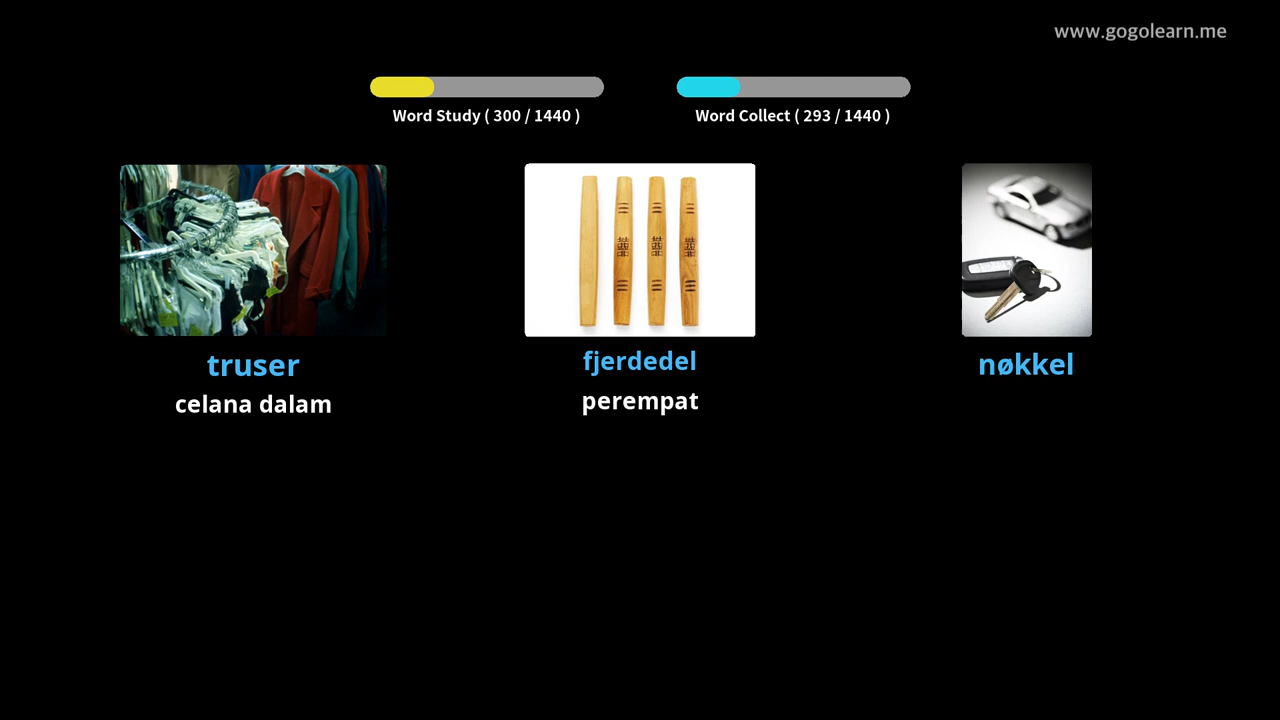 www.gogolearn.me
Word Study ( 300 / 1440 )
Word Collect ( 293 / 1440 )
truser
celana dalam
fjerdedel
perempat
nøkkel